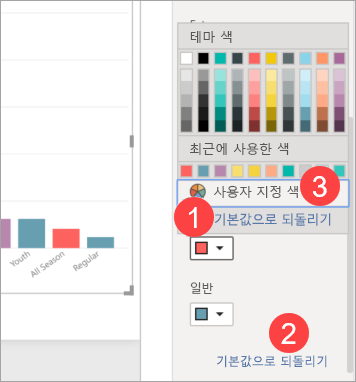 테마 색
최근에 사용한 색
사용자 지정 색
3
1
기본값으로 되돌리기
Youth
All Season
Regular
일반
2
기본값으로 되돌리기